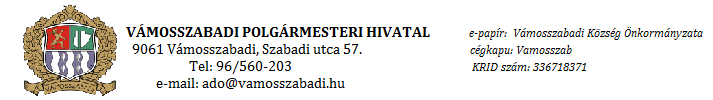 VÁMOSSZABADI POLGÁRMESTERI HIVATAL
9061 Vámosszabadi, Szabadi utca 57.
Tel: 96/560-203
e-mail: ado@vamosszabadi.hu
e-papír: Vámosszabadi Község Önkormányzata
cégkapu: Vamosszab
KRID szám: 336718371